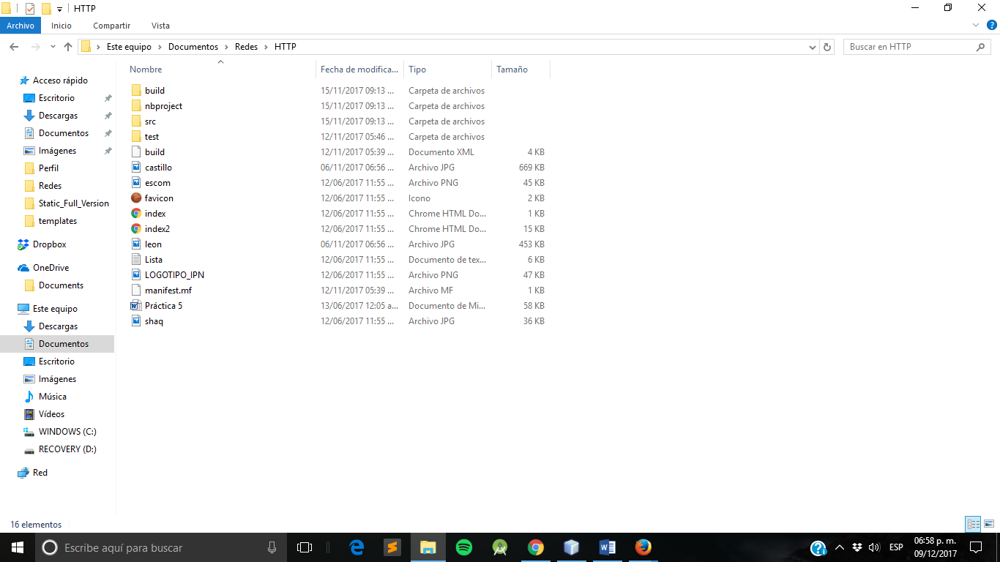 HTTP
Archivo Inicio Compartir Vista
Este equipo Documentos Redes HTTP Buscar en HTTP
Nombre Fecha de modifica... Tipo Tamaño
Acceso rápido
Escritorio
Descargas
Documentos
Imágenes
Perfil
Redes
Static_Full_Version
templates
Dropbox
OneDrive
Documents
Este equipo
Descargas
Documentos
Escritorio
Imágenes
Música
Vídeos
WINDOWS (C:)
RECOVERY (D:)
Red
build 15/11/2017 09:13 ... Carpeta de archivos
nbproject 15/11/2017 09:13 ... Carpeta de archivos
src 15/11/2017 09:13 ... Carpeta de archivos
test 12/11/2017 05:46 ... Carpeta de archivos
build 12/11/2017 05:39 ... Documento XML 4 KB
castillo 06/11/2017 06:56 ... Archivo JPG 669 KB
escom 12/06/2017 11:55 ... Archivo PNG 45 KB
favicon 12/06/2017 11:55 ... Icono 2 KB
index 12/06/2017 11:55 ... Chrome HTML Do... 1 KB
index2 12/06/2017 11:55 ... Chrome HTML Do... 15 KB
leon 06/11/2017 06:56 ... Archivo JPG 453 KB
Lista 12/06/2017 11:55 ... Documento de tex... 6 KB
LOGOTIPO_IPN 12/06/2017 11:55 ... Archivo PNG 47 KB
manifest.mf 12/11/2017 05:39 ... Archivo MF 1 KB
Práctica 5 13/06/2017 12:05 a... Documento de Mi... 58 KB
shaq 12/06/2017 11:55 ... Archivo JPG 36 KB
16 elementos
Escribe aquí para buscar
ESP
06:58 p. m.
09/12/2017